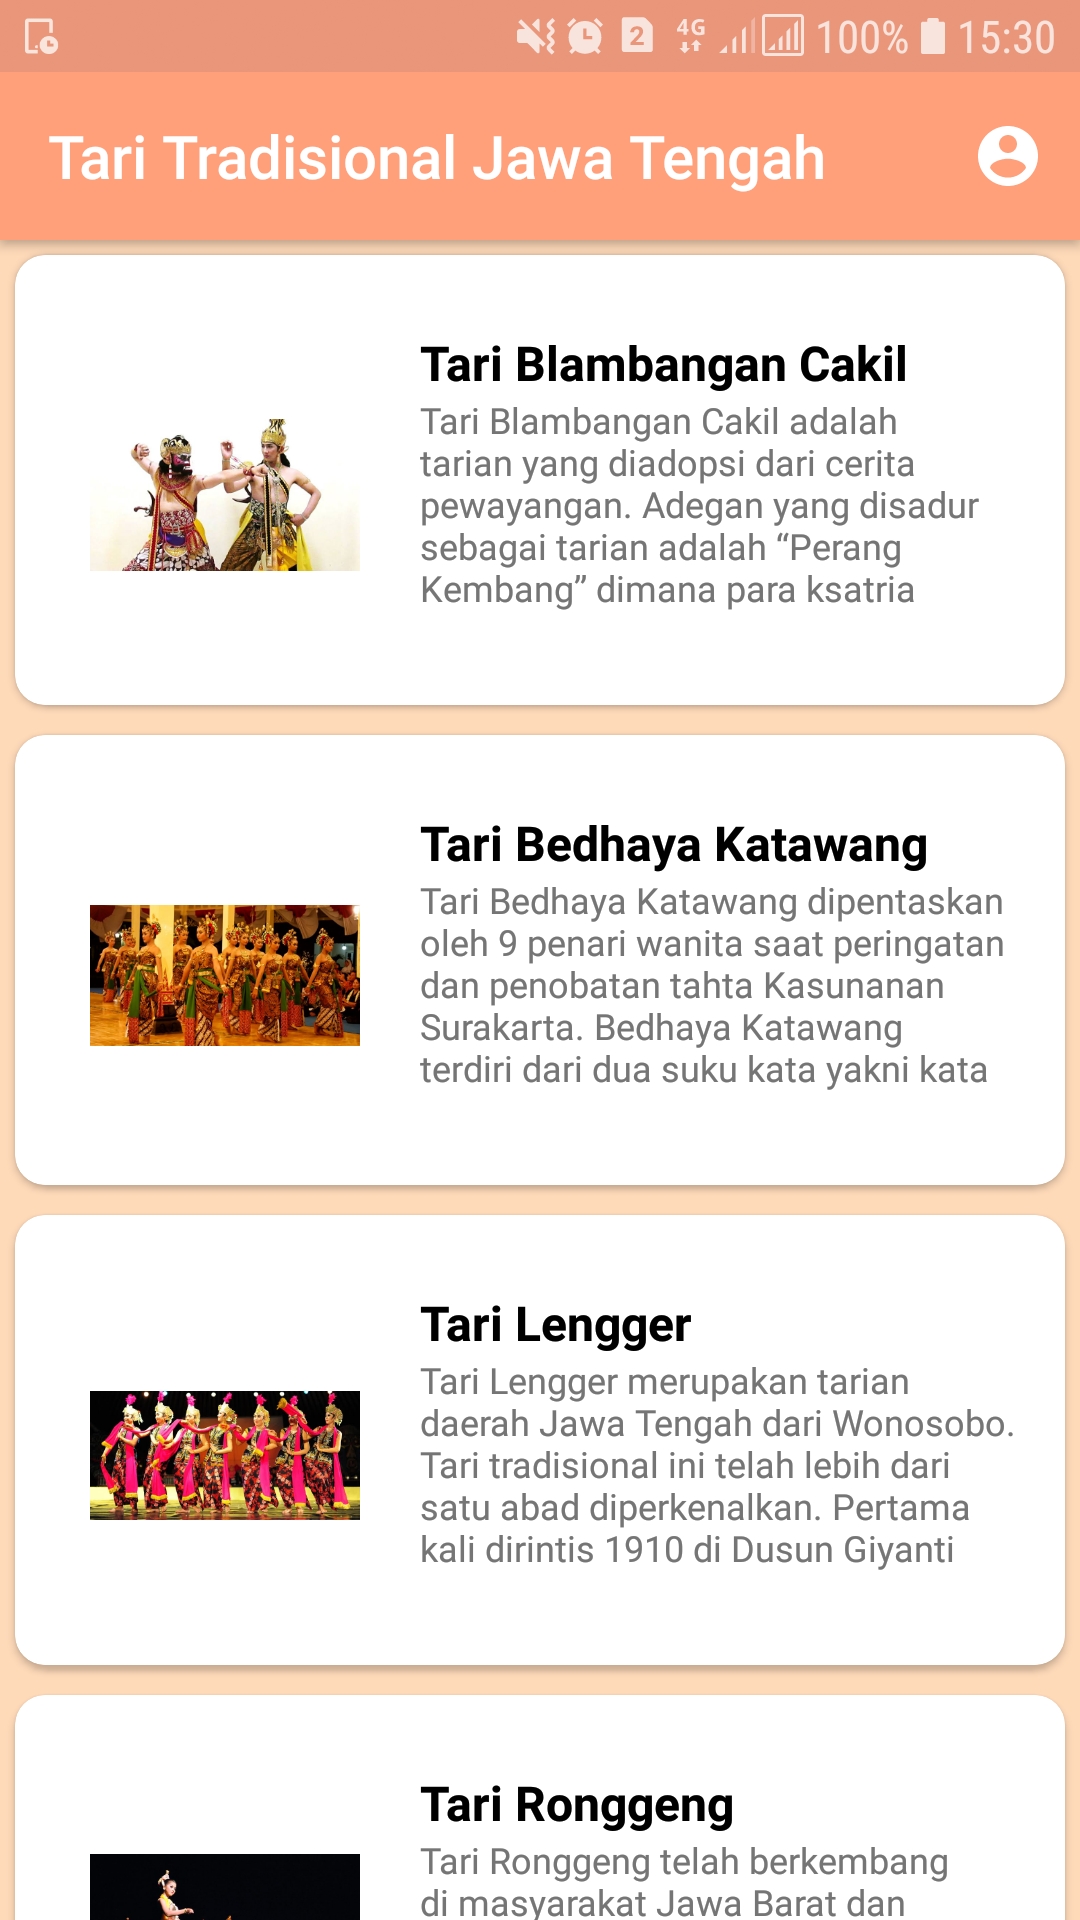 2 4G 100% 15:30
Tari Tradisional Jawa Tengah
Tari Blambangan Cakil
Tari Blambangan Cakil adalah
tarian yang diadopsi dari cerita
pewayangan. Adegan yang disadur
sebagai tarian adalah “Perang
Kembang” dimana para ksatria
Tari Bedhaya Katawang
Tari Bedhaya Katawang dipentaskan
oleh 9 penari wanita saat peringatan
dan penobatan tahta Kasunanan
Surakarta. Bedhaya Katawang
terdiri dari dua suku kata yakni kata
Tari Lengger
Tari Lengger merupakan tarian
daerah Jawa Tengah dari Wonosobo.
Tari tradisional ini telah lebih dari
satu abad diperkenalkan. Pertama
kali dirintis 1910 di Dusun Giyanti
Tari Ronggeng
Tari Ronggeng telah berkembang
di masyarakat Jawa Barat dan